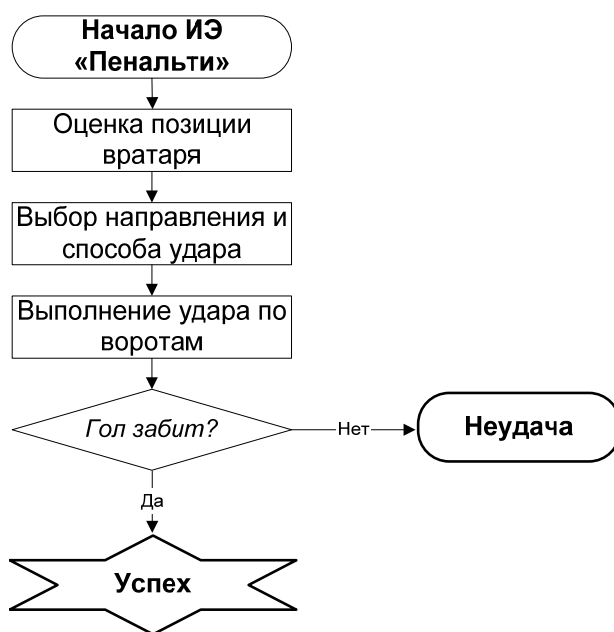 Начало ИЭ
«Пенальти»
Оценка позиции
вратаря
Выбор направления и
способа удара
Выполнение удара по
воротам
Гол забит?
Нет
Неудача
Да
Успех